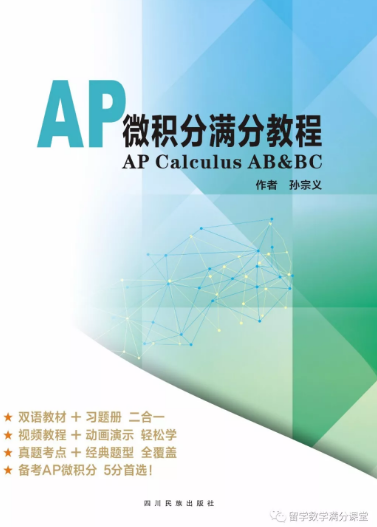 AP微积分满分教程
AP Calculus AB&BC
作者 孙宗义
★ 双语教材 + 习题册 二合一
★ 视频教程 + 动画演示 轻松学
★ 真题考点 + 经典题型 全覆盖
★ 备考AP微积分 5分首选!
四川民族出版社
留学数学满分课堂